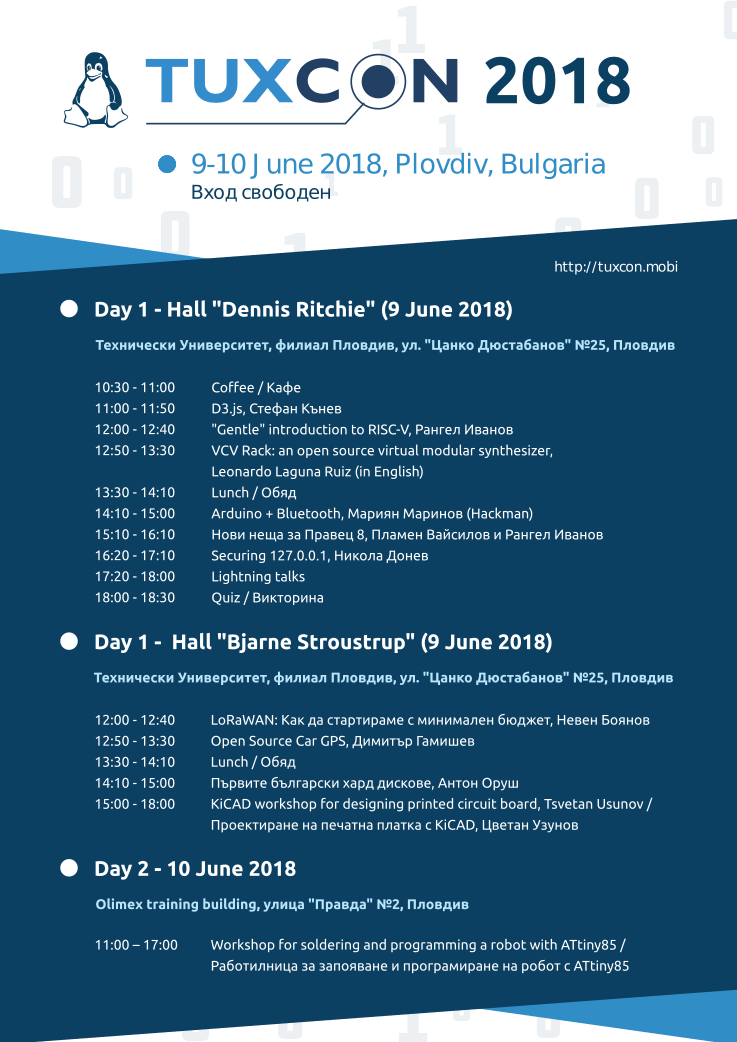 TUXCON 2018
9-10 June 2018, Plovdiv, Bulgaria
Вход свободен
http://tuxcon.mobi
Day 1 - Hall "Dennis Ritchie" (9 June 2018)
Технически Университет, филиал Пловдив, ул. "Цанко Дюстабанов" №25, Пловдив
10:30 - 11:00 Coffee / Кафе
11:00 - 11:50 D3.js, Стефан Кънев
12:00 - 12:40 "Gentle" introduction to RISC-V, Рангел Иванов
12:50 - 13:30 VCV Rack: an open source virtual modular synthesizer,
Leonardo Laguna Ruiz (in English)
13:30 - 14:10 Lunch / Обяд
14:10 - 15:00 Arduino + Bluetooth, Мариян Маринов (Hackman)
15:10 - 16:10 Нови неща за Правец 8, Пламен Вайсилов и Рангел Иванов
16:20 - 17:10 Securing 127.0.0.1, Никола Донев
17:20 - 18:00 Lightning talks
18:00 - 18:30 Quiz / Викторина
Day 1 - Hall "Bjarne Stroustrup" (9 June 2018)
Технически Университет, филиал Пловдив, ул. "Цанко Дюстабанов" №25, Пловдив
12:00 - 12:40 LoRaWAN: Как да стартираме с минимален бюджет, Невен Боянов
12:50 - 13:30 Open Source Car GPS, Димитър Гамишев
13:30 - 14:10 Lunch / Обяд
14:10 - 15:00 Първите български хард дискове, Антон Оруш
15:00 - 18:00 KiCAD workshop for designing printed circuit board, Tsvetan Usunov /
Проектиране на печатна платка с KiCAD, Цветан Узунов
Day 2 - 10 June 2018
Olimex training building, улица "Правда" №2, Пловдив
11:00 – 17:00 Workshop for soldering and programming a robot with ATtiny85 /
Работилница за запояване и програмиране на робот с ATtiny85